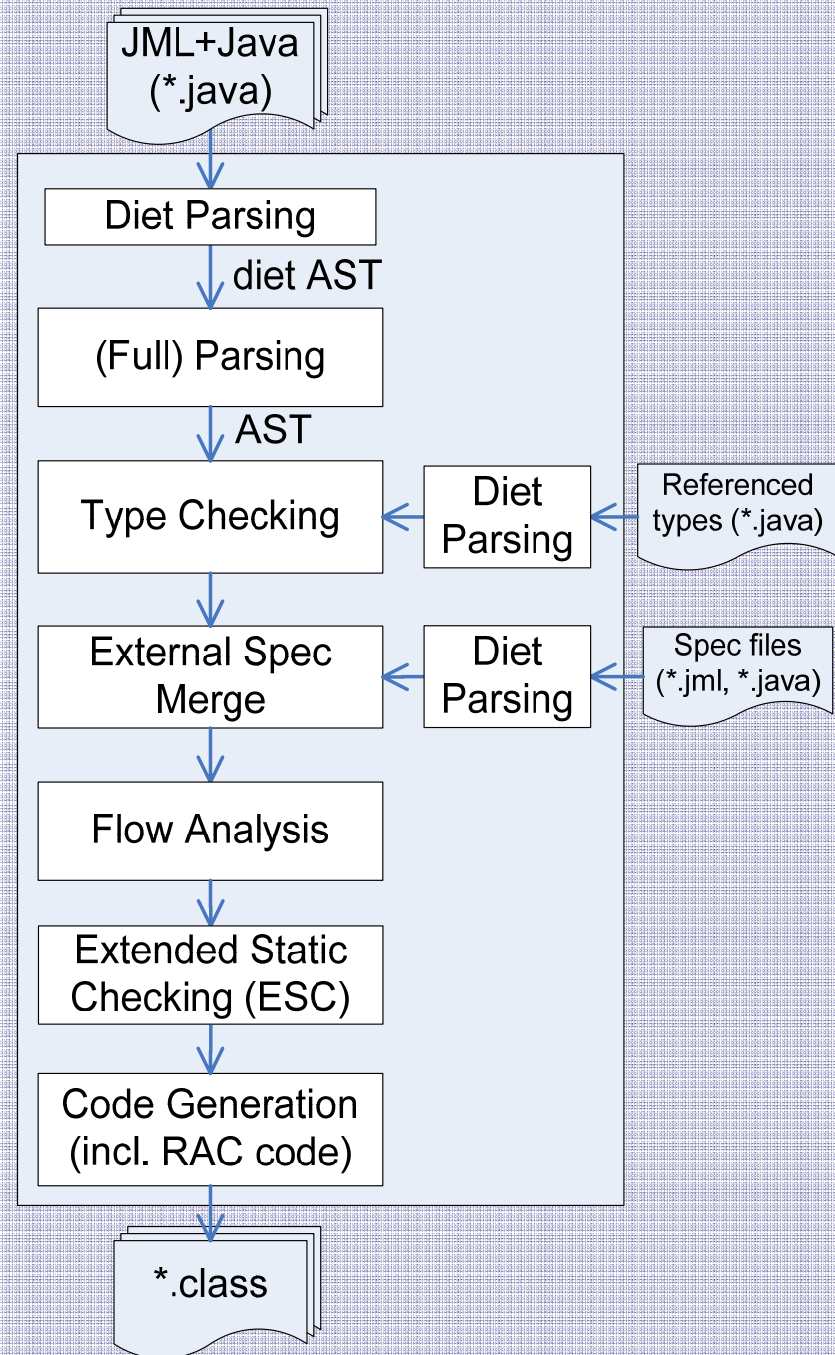 JML+Java
(*.java)
Diet Parsing
diet AST
(Full) Parsing
AST
Type Checking
Diet
Parsing
Referenced
types (*.java)
External Spec
Merge
Diet
Parsing
Spec files
(*.jml, *.java)
Flow Analysis
Extended Static
Checking (ESC)
Code Generation
(incl. RAC code)
*.class